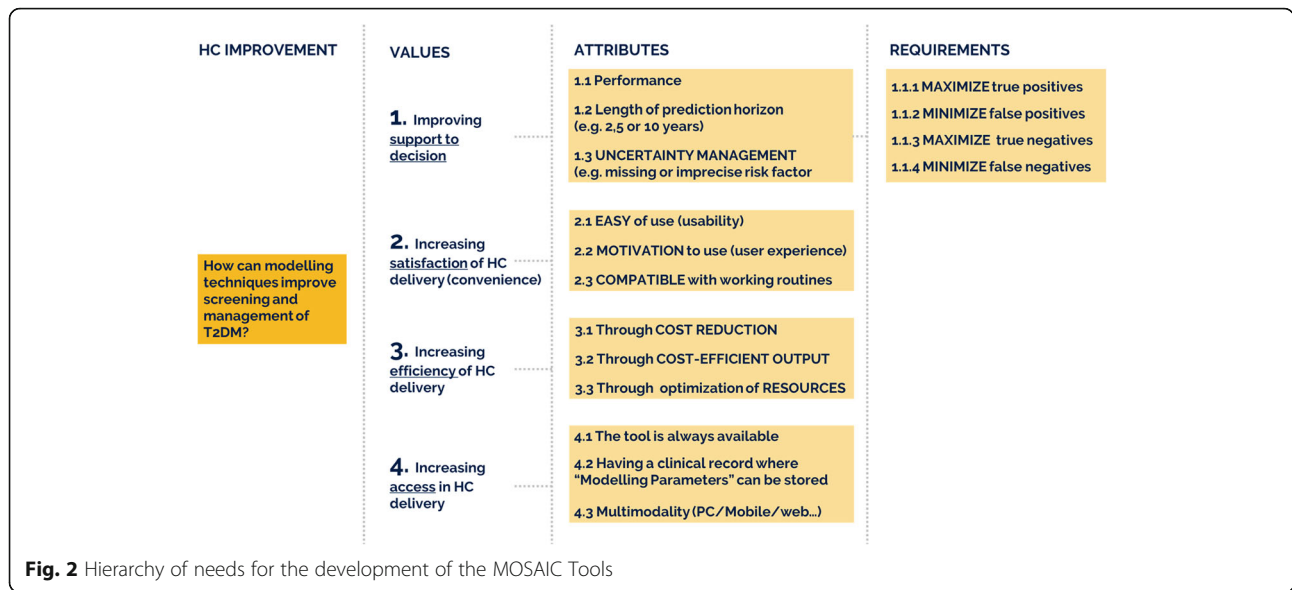 HC IMPROVEMENT
VALUES
ATTRIBUTES
REQUIREMENTS
How can modelling
techniques improve
screening and
management of
T2DM?
1. Improving
support to
decision
1.1 Performance
1.2 Length of prediction horizon
(e.g. 2,5 or 10 years)
1.3 UNCERTAINTY MANAGEMENT
(e.g. missing or imprecise risk factor
1.1.1 MAXIMIZE true positives
1.1.2 MINIMIZE false positives
1.1.3 MAXIMIZE true negatives
1.1.4 MINIMIZE false negatives
2. Increasing
satisfaction of HC
delivery (convenience)
2.1 EASY of use (usability)
2.2 MOTIVATION to use (user experience)
2.3 COMPATIBLE with working routines
3. Increasing
efficiency of HC
delivery
3.1 Through COST REDUCTION
3.2 Through COST-EFFICIENT OUTPUT
3.3 Through optimization of RESOURCES
4. Increasing
access in HC
delivery
4.1 The tool is always available
4.2 Having a clinical record where
“Modelling Parameters” can be stored
4.3 Multimodality (PC/Mobile/web...)
Fig. 2 Hierarchy of needs for the development of the MOSAIC Tools